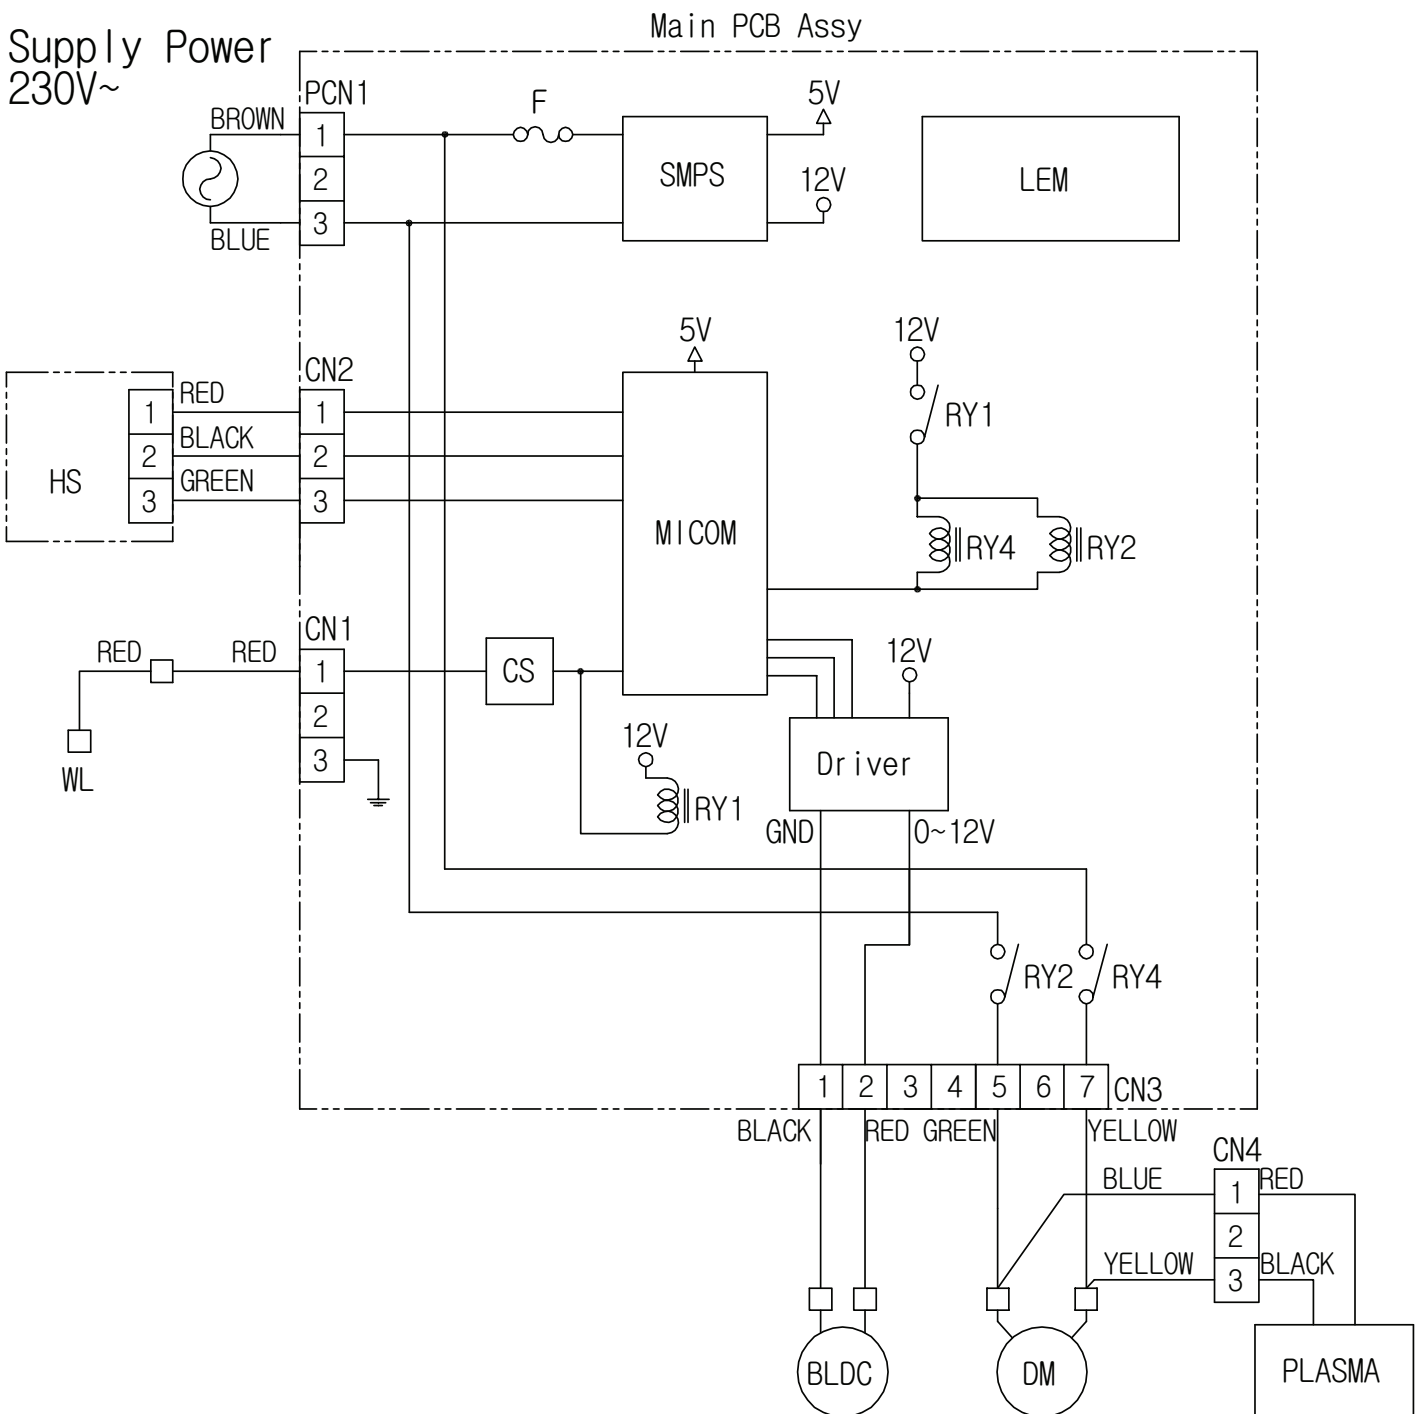 Main PCB Assy
Supply Power
230V~
PCN1
BROWN
1
2
3
BLUE
F
SMPS
5V
12V
LEM
CN2
RED
1
1
BLACK
2
2
GREEN
3
3
HS
5V
MICOM
12V
RY1
RY4
RY2
CN1
RED
RED
1
2
3
WL
CS
12V
RY1
12V
Driver
GND
0~12V
RY2
RY4
1 2 3 4 5 6 7 CN3
BLACK
RED
GREEN
YELLOW
CN4
BLUE
1
RED
2
YELLOW
3
BLACK
BLDC
DM
PLASMA